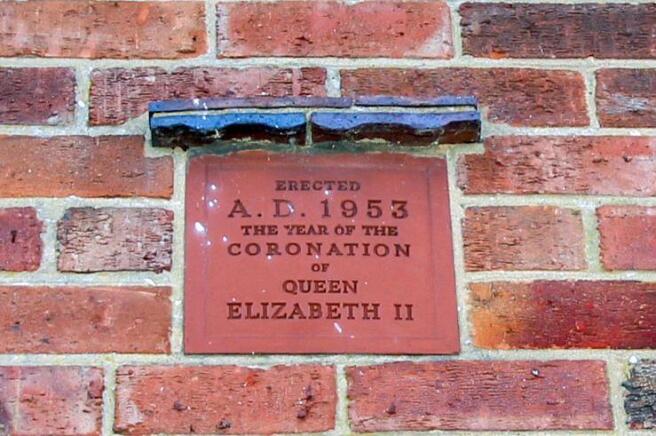 ERECTED
A. D. 1953
THE YEAR OF THE
CORONATION
OF
QUEEN
ELIZABETH II